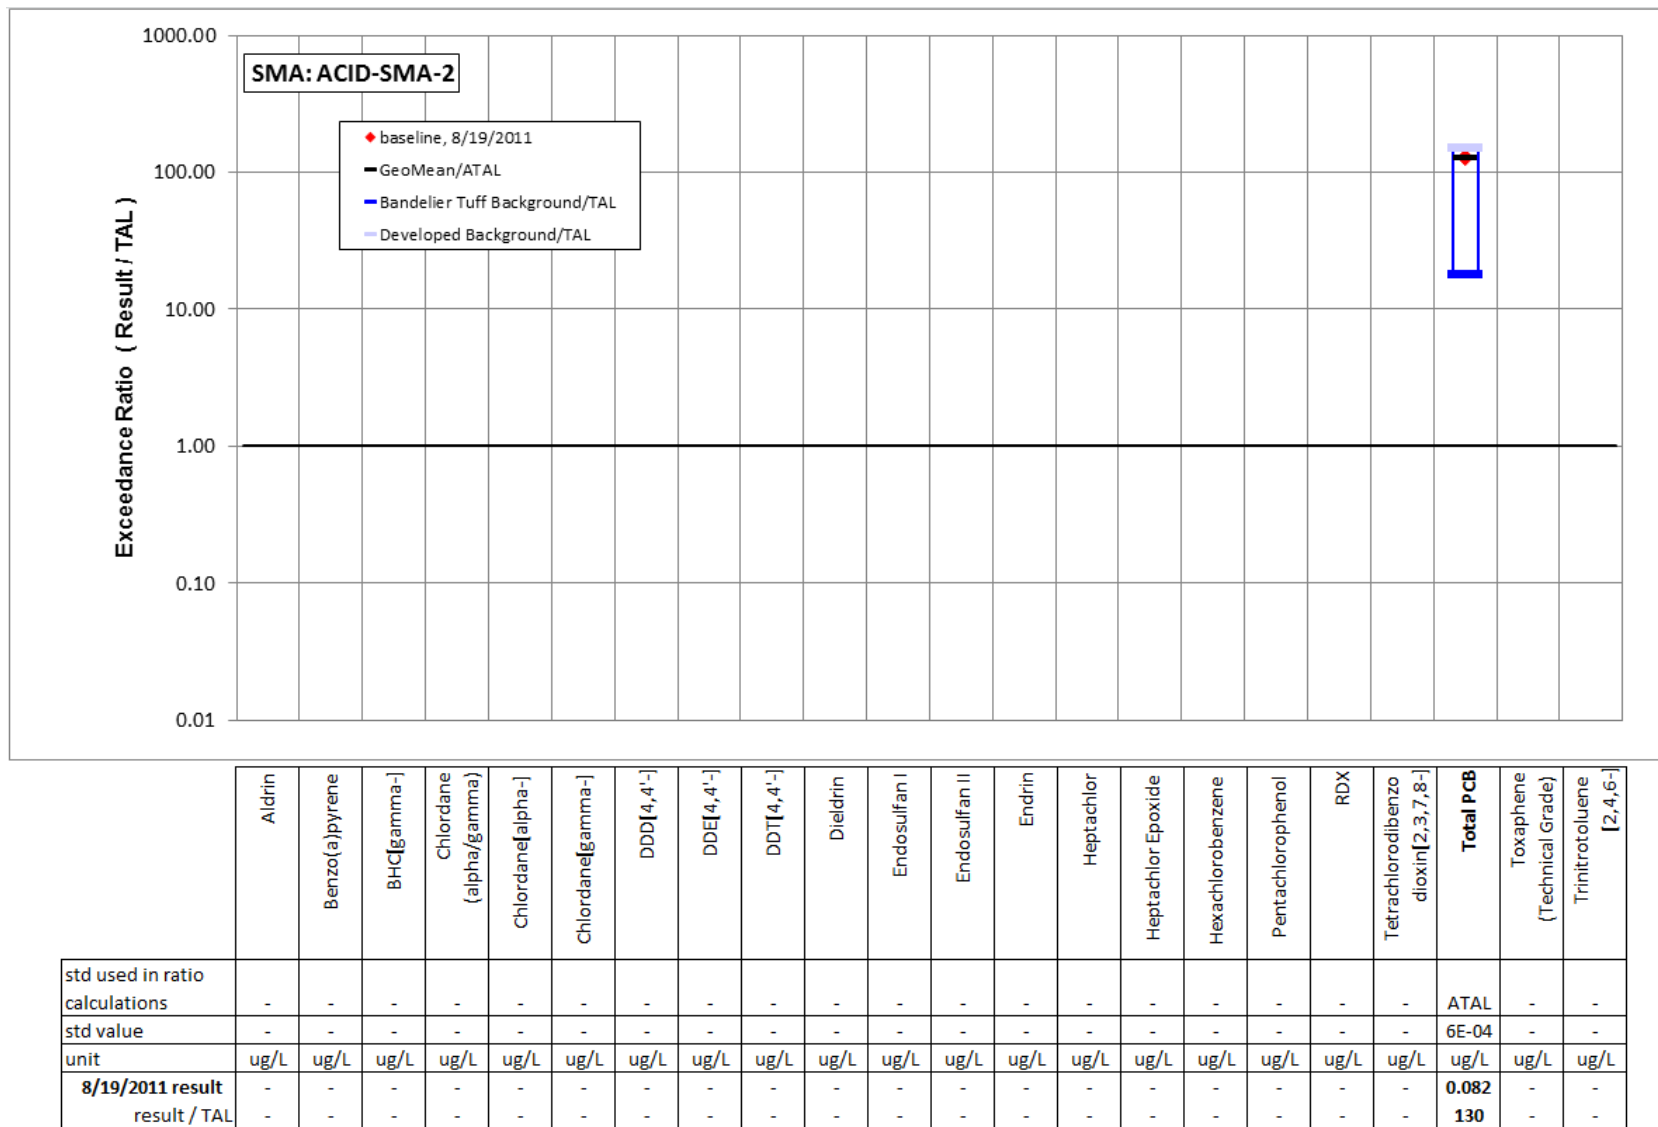 1000.00
SMA: ACID-SMA-2
baseline, 8/19/2011
GeoMean/ATAL
Bandelier Tuff Background/TAL
Developed Background/TAL
100.00
10.00
1.00
0.10
0.01
Exceedance Ratio ( Result / TAL )
Aldrin
Benzo(a)pyrene
BHC[gamma-]
Chlordane
(alpha/gamma)
Chlordane[alpha-]
Chlordane[gamma-]
DDD[4,4'-]
DDE[4,4'-]
DDT[4,4'-]
Dieldrin
Endosulfan I
Endosulfan II
Endrin
Heptachlor
Heptachlor Epoxide
Hexachlorobenzene
Pentachlorophenol
RDX
Tetrachlorodibenzo
dioxin[2,3,7,8-]
Total PCB
Toxaphene
(Technical Grade)
Trinitrotoluene
[2,4,6-]
std used in ratio
calculations - - - - - - - - - - - - - - - - - - - ATAL - -
std value - - - - - - - - - - - - - - - - - - - 6E-04 - -
unit ug/L ug/L ug/L ug/L ug/L ug/L ug/L ug/L ug/L ug/L ug/L ug/L ug/L ug/L ug/L ug/L ug/L ug/L ug/L ug/L ug/L ug/L
8/19/2011 result - - - - - - - - - - - - - - - - - - - 0.082 - -
result / TAL - - - - - - - - - - - - - - - - - - - 130 - -